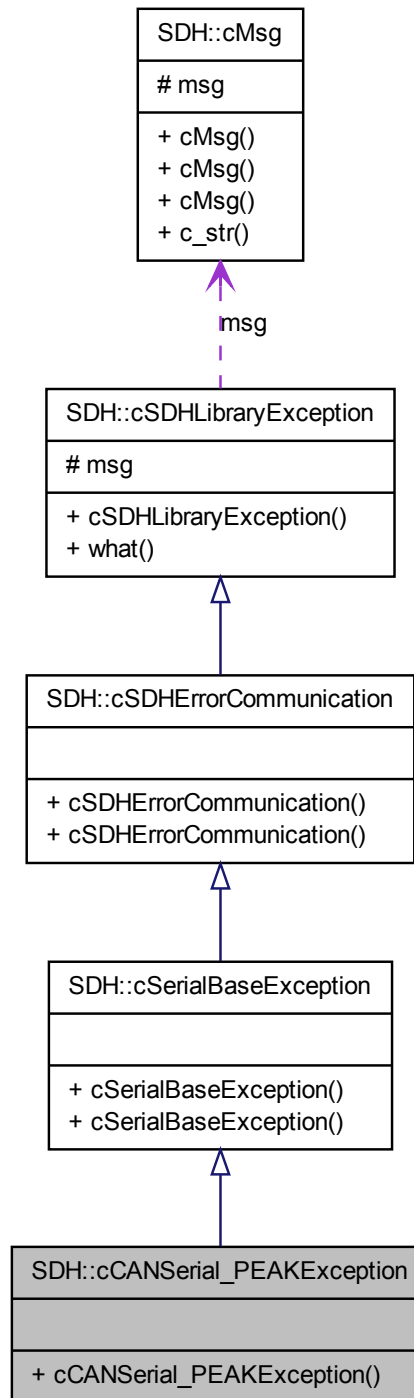 SDH::cMsg
# msg
+ cMsg()
+ cMsg()
+ cMsg()
+ c_str()
msg
SDH::cSDHLibraryException
# msg
+ cSDHLibraryException()
+ what()
SDH::cSDHErrorCommunication
+ cSDHErrorCommunication()
+ cSDHErrorCommunication()
SDH::cSerialBaseException
+ cSerialBaseException()
+ cSerialBaseException()
SDH::cCANSerial_PEAKException
+ cCANSerial_PEAKException()